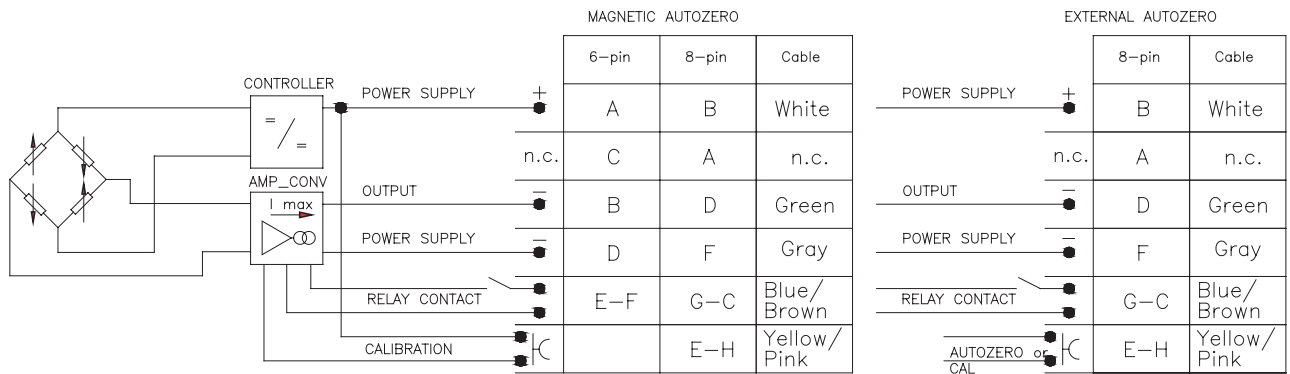 MAGNETIC AUTOZERO
EXTERNAL AUTOZERO
6-pin 8-pin Cable
8-pin Cable
CONTROLLER
= / =
POWER SUPPLY + A B White
POWER SUPPLY + B White
n.c. C A n.c.
n.c. A n.c.
AMP_CONV
I max
OUTPUT – B D Green
OUTPUT – D Green
POWER SUPPLY – D F Gray
POWER SUPPLY – F Gray
RELAY CONTACT E-F G-C Blue/
Brown
RELAY CONTACT G-C Blue/
Brown
CALIBRATION E-H Yellow/
Pink
AUTOZERO or
CAL
E-H Yellow/
Pink